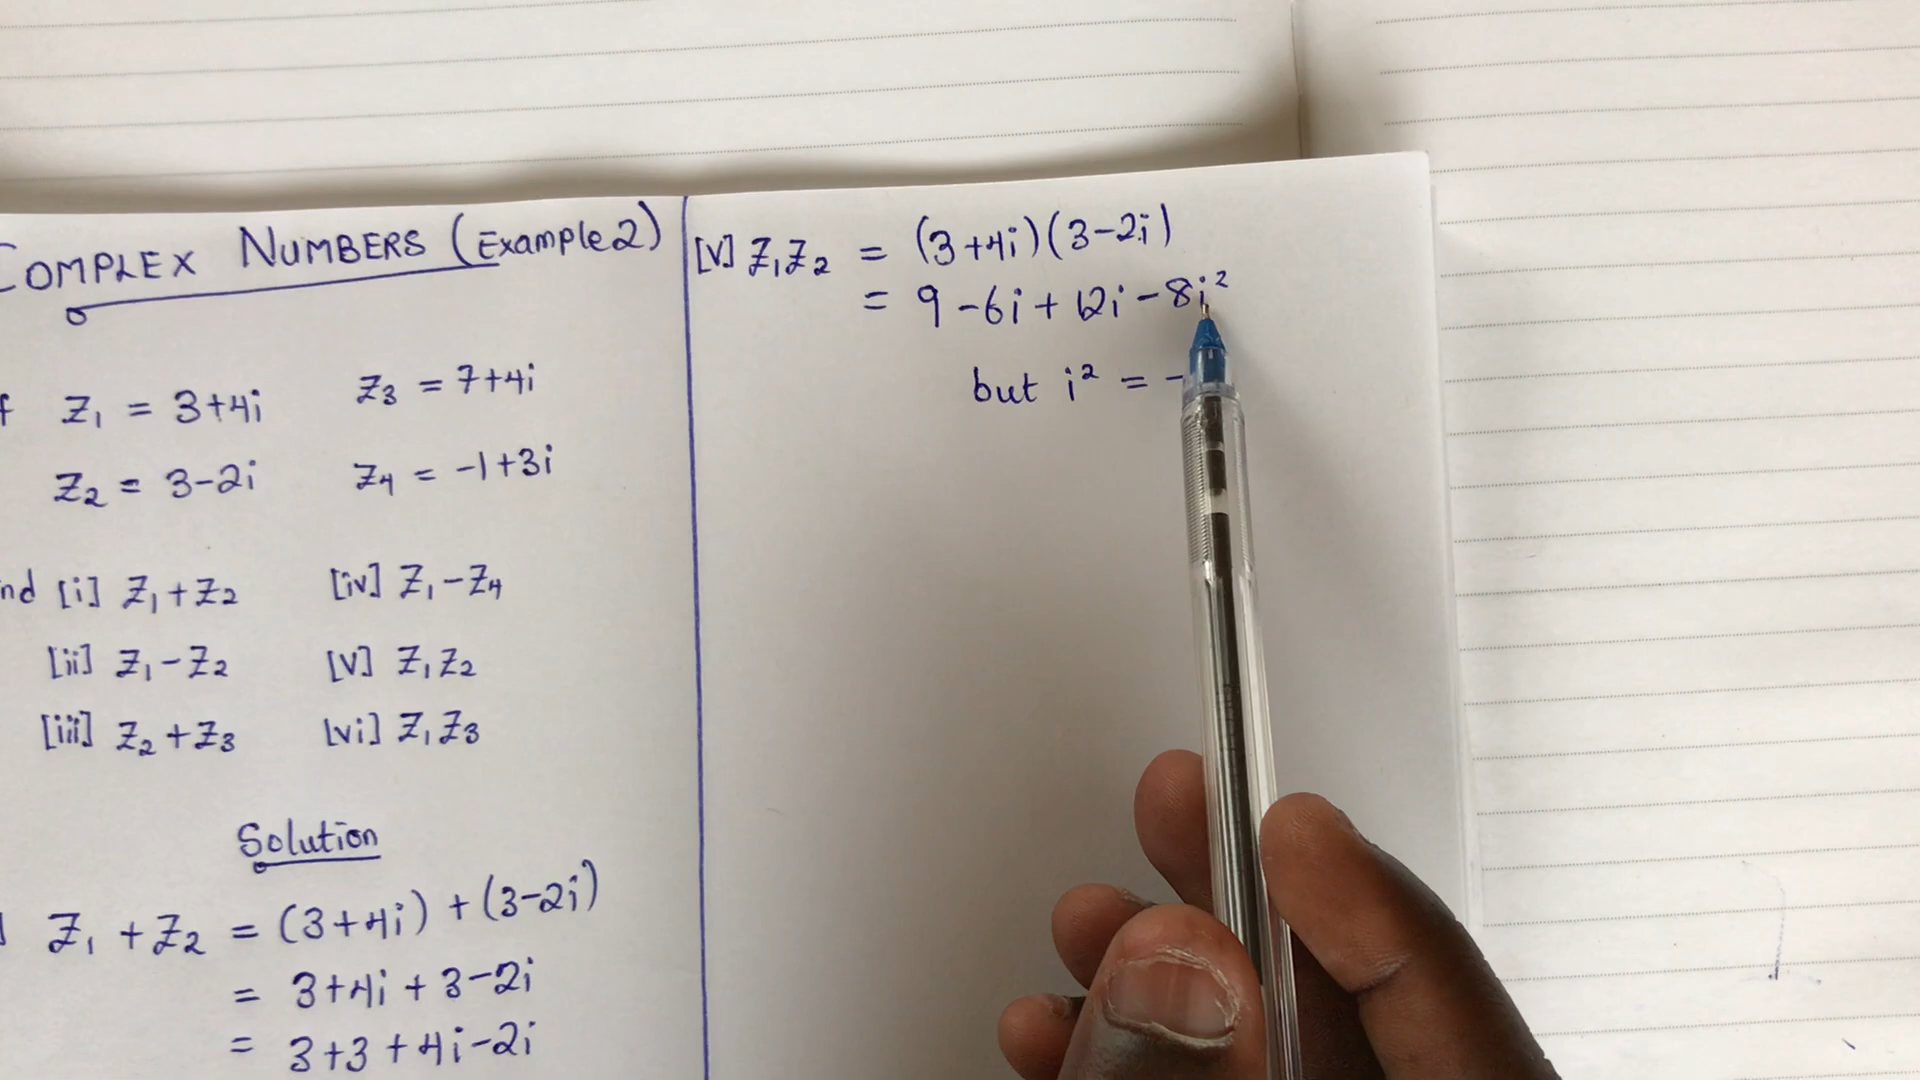 COMPLEX NUMBERS (Example 2)
z₁ = 3+4i z₃ = 7+4i
z₂ = 3-2i z₄ = -1+3i
[i] z₁+z₂ [iv] z₁-z₄
[ii] z₁-z₂ [v] z₁z₂
[iii] z₂+z₃ [vi] z₁z₃
Solution
z₁ + z₂ = (3+4i) + (3-2i)
= 3+4i + 3-2i
= 3+3 + 4i-2i
[v] z₁z₂ = (3+4i)(3-2i)
= 9 -6i + 12i - 8i²
but i² = -